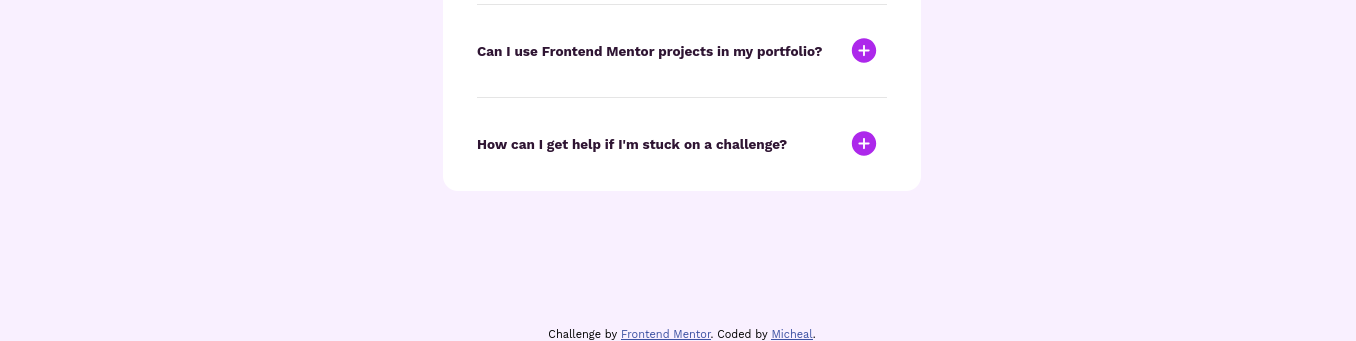 Can I use Frontend Mentor projects in my portfolio?
How can I get help if I'm stuck on a challenge?
Challenge by Frontend Mentor. Coded by Micheal.